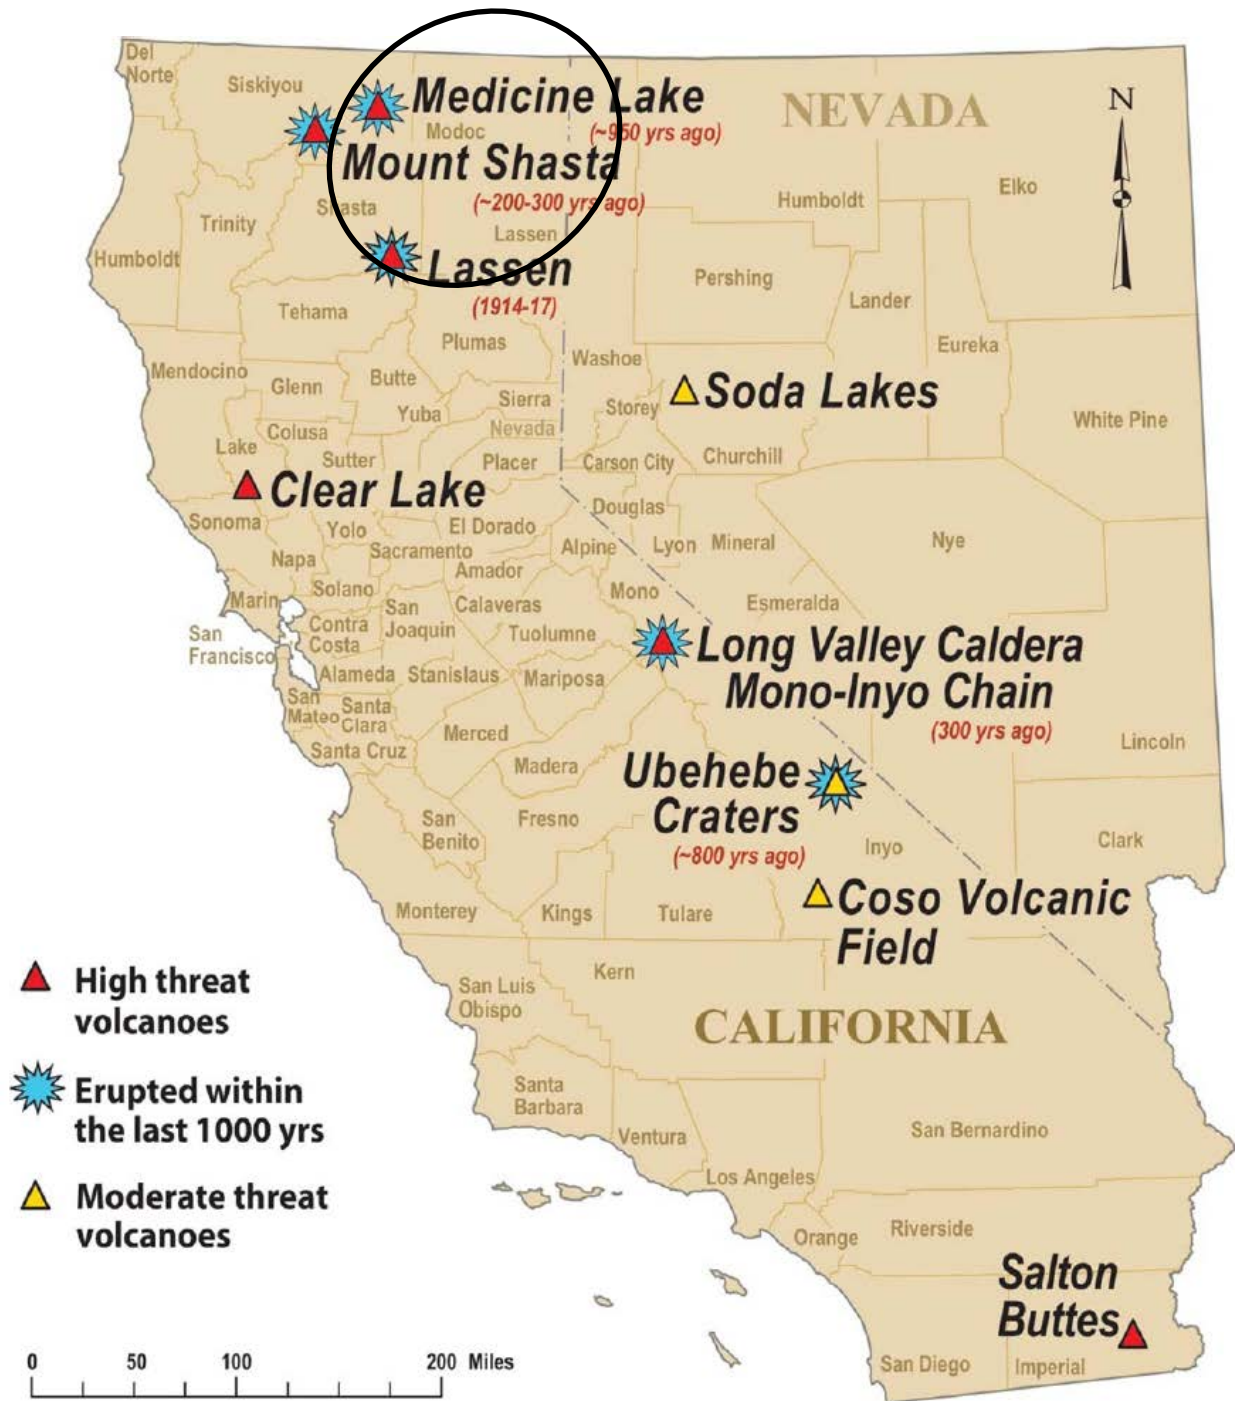 Del
Norte
Siskiyou
Medicine Lake
(~950 yrs ago)
Modoc
NEVADA
N
Mount Shasta
(~200-300 yrs ago)
Humboldt
Elko
Trinity
Shasta
Lassen
Humboldt
Lassen
(1914-17)
Pershing
Lander
Tehama
Plumas
Washoe
Eureka
Mendocino
Glenn
Butte
Sierra
Storey
Soda Lakes
Yuba
White Pine
Colusa
Nevada
Lake
Sutter
Placer
Carson City
Churchill
Clear Lake
Douglas
Sonoma
Yolo
El Dorado
Sacramento
Alpine
Lyon
Mineral
Nye
Napa
Amador
Solano
Mono
Marin
San
Joaquin
Calaveras
Esmeralda
Contra
Costa
San
Francisco
Tuolumne
Long Valley Caldera
Mono-Inyo Chain
(300 yrs ago)
Alameda
Stanislaus
Mariposa
San
Mateo
Santa
Clara
Merced
Santa Cruz
Lincoln
Madera
Ubehebe
Craters
(~800 yrs ago)
San
Benito
Fresno
Inyo
Clark
Monterey
Kings
Tulare
Coso Volcanic
Field
High threat
volcanoes
Kern
San Luis
Obispo
CALIFORNIA
Erupted within
the last 1000 yrs
Santa
Barbara
Ventura
San Bernardino
Los Angeles
Moderate threat
volcanoes
Orange
Riverside
Salton
Buttes
San Diego
Imperial
0 50 100 200 Miles